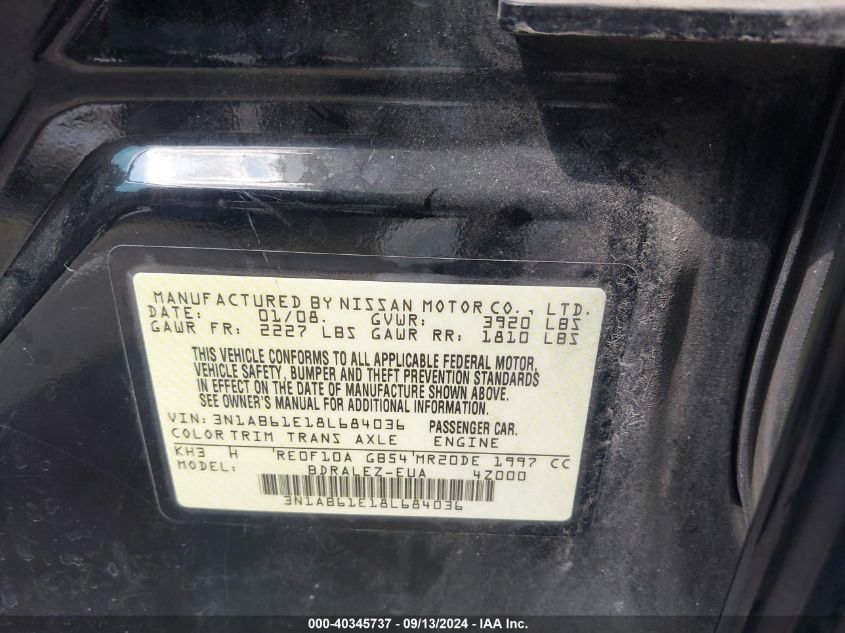 MANUFACTURED BY NISSAN MOTOR CO., LTD.
DATE: 01/08. GVWR: 3920 LBS
GAWR FR: 2227 LBS GAWR RR: 1810 LBS
THIS VEHICLE CONFORMS TO ALL APPLICABLE FEDERAL MOTOR,
VEHICLE SAFETY, BUMPER AND THEFT PREVENTION STANDARDS
IN EFFECT ON THE DATE OF MANUFACTURE SHOWN ABOVE.
SEE OWNER'S MANUAL FOR ADDITIONAL INFORMATION.
VIN: 3N1AB61E18L684036 PASSENGER CAR.
COLOR TRIM TRANS AXLE ENGINE
KH3 H 'RE0F10A GB54'MR20DE 1997 CC
MODEL: BDRALEZ-EUA 4Z000
3N1AB61E18L684036
000-40345737 - 09/13/2024 - IAA Inc.